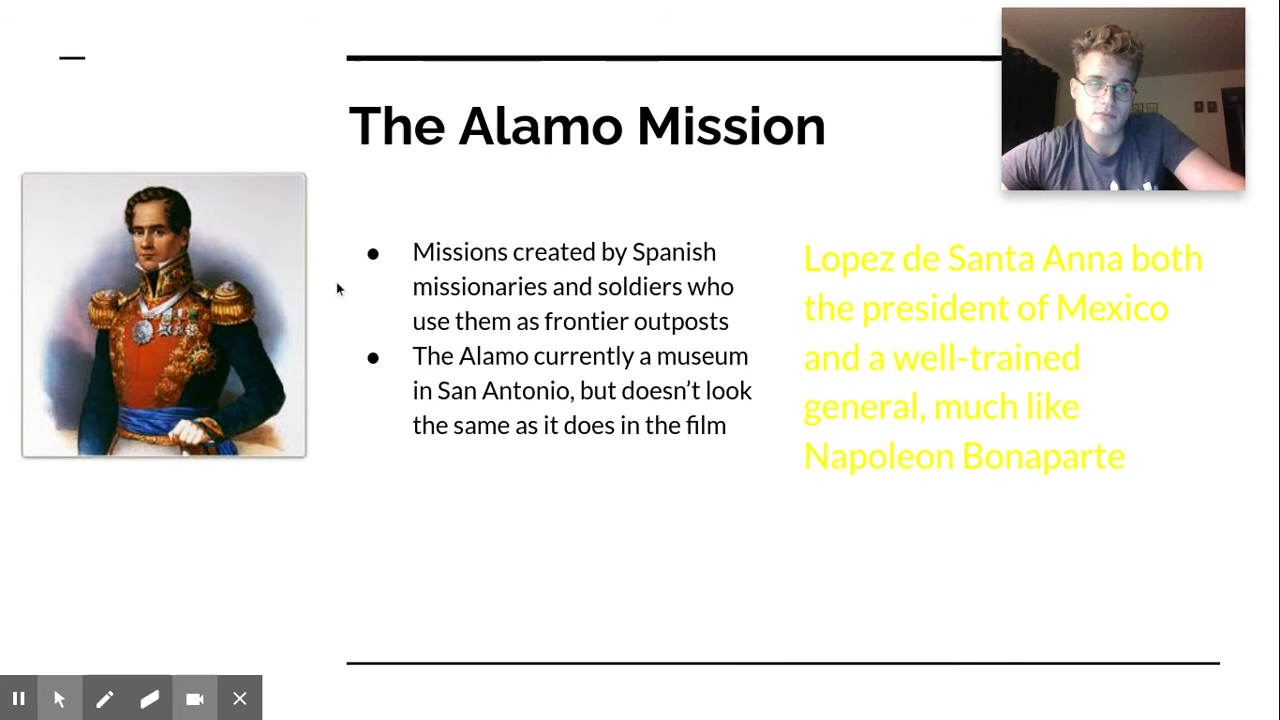 The Alamo Mission
● Missions created by Spanish
missionaries and soldiers who
use them as frontier outposts
● The Alamo currently a museum
in San Antonio, but doesn’t look
the same as it does in the film
Lopez de Santa Anna both
the president of Mexico
and a well-trained
general, much like
Napoleon Bonaparte